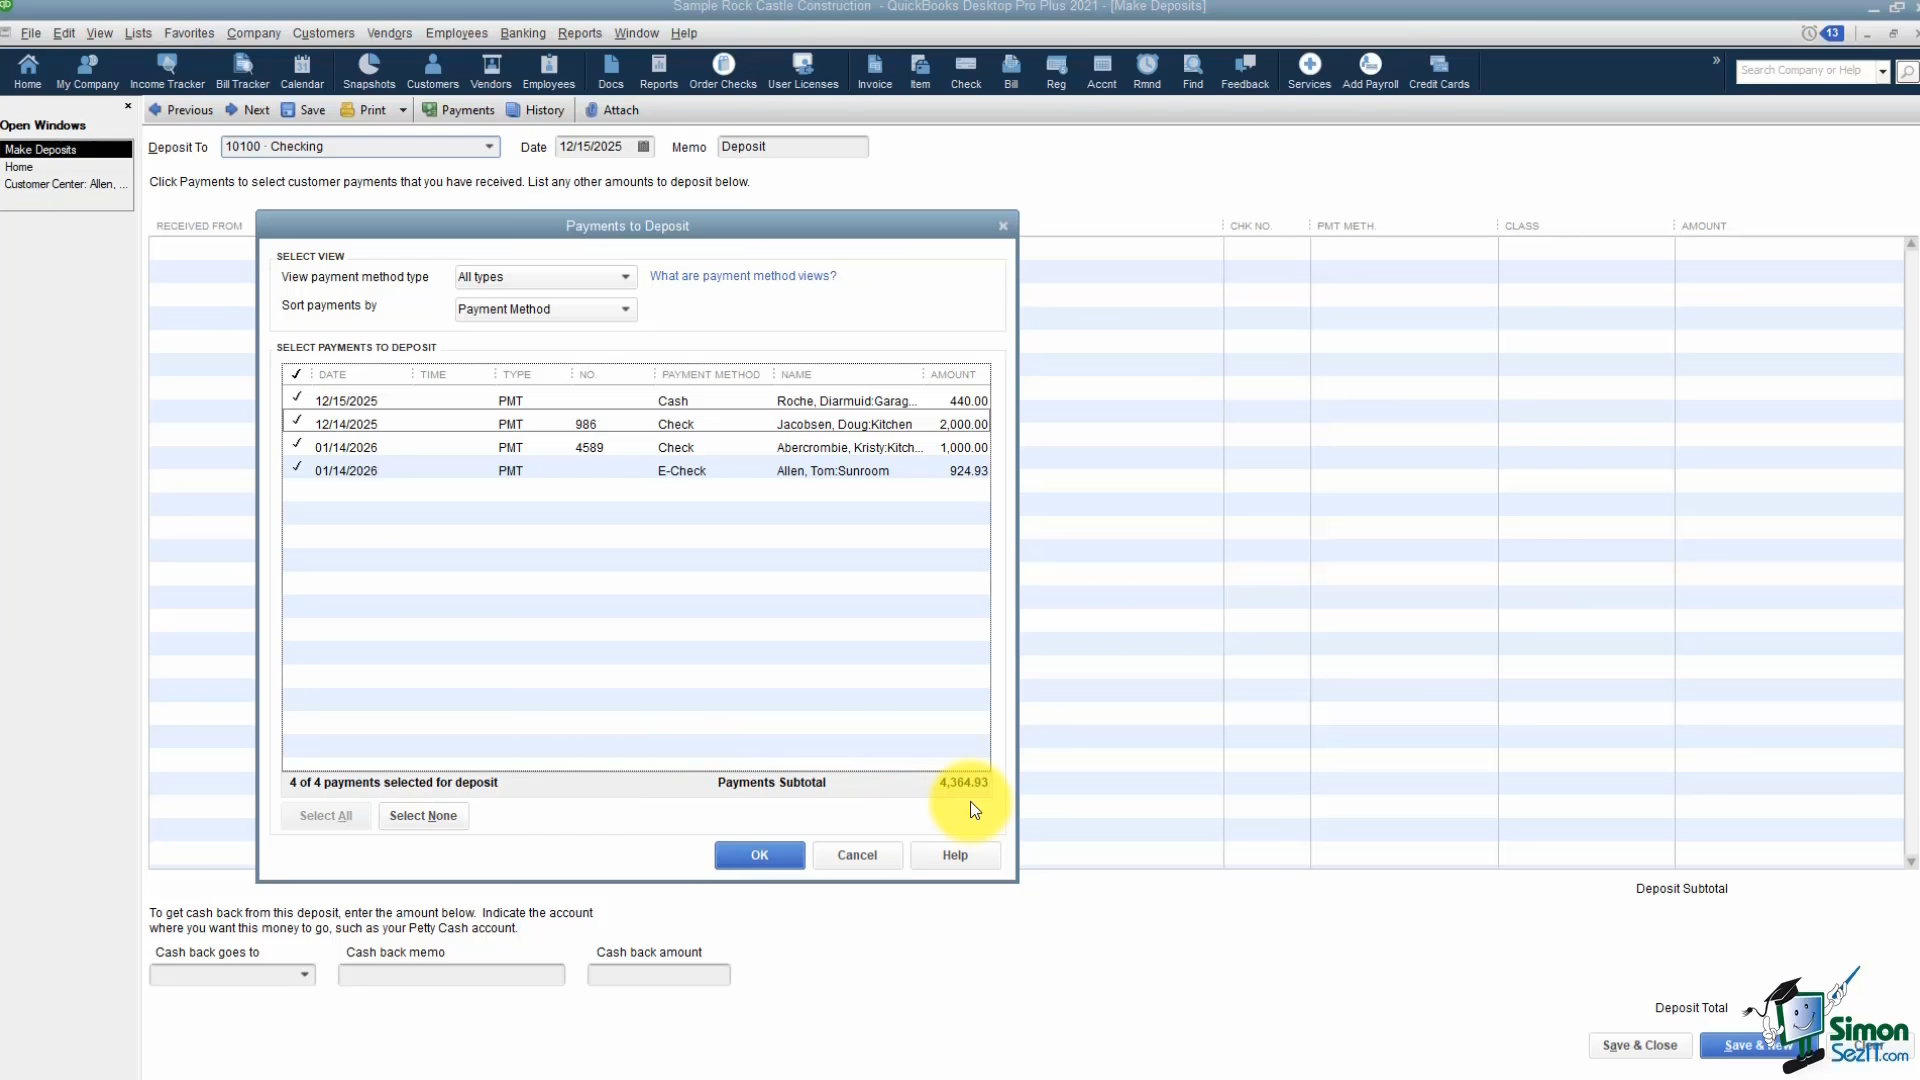 Sample Rock Castle Construction - QuickBooks Desktop Pro Plus 2021 - [Make Deposits]
File Edit View Lists Favorites Company Customers Vendors Employees Banking Reports Window Help
13
Home My Company Income Tracker Bill Tracker Calendar Snapshots Customers Vendors Employees Docs Reports Order Checks User Licenses Invoice Item Check Bill Reg Accnt Rmnd Find Feedback Services Add Payroll Credit Cards
Search Company or Help
Previous Next Save Print Payments History Attach
Open Windows
Make Deposits
Home
Customer Center: Allen, ...
Deposit To 10100 · Checking Date 12/15/2025 Memo Deposit
Click Payments to select customer payments that you have received. List any other amounts to deposit below.
RECEIVED FROM CHK NO. PMT METH. CLASS AMOUNT
Payments to Deposit
SELECT VIEW
View payment method type All types What are payment method views?
Sort payments by Payment Method
SELECT PAYMENTS TO DEPOSIT
✓ DATE TIME TYPE NO. PAYMENT METHOD NAME AMOUNT
✓ 12/15/2025 PMT Cash Roche, Diarmuid:Garag... 440.00
✓ 12/14/2025 PMT 986 Check Jacobsen, Doug:Kitchen 2,000.00
✓ 01/14/2026 PMT 4589 Check Abercrombie, Kristy:Kitch... 1,000.00
✓ 01/14/2026 PMT E-Check Allen, Tom:Sunroom 924.93
4 of 4 payments selected for deposit Payments Subtotal 4,364.93
Select All Select None
OK Cancel Help
Deposit Subtotal
To get cash back from this deposit, enter the amount below. Indicate the account
where you want this money to go, such as your Petty Cash account.
Cash back goes to Cash back memo Cash back amount
Deposit Total
Save & Close Save & New Clear
Simon
SezIT.com